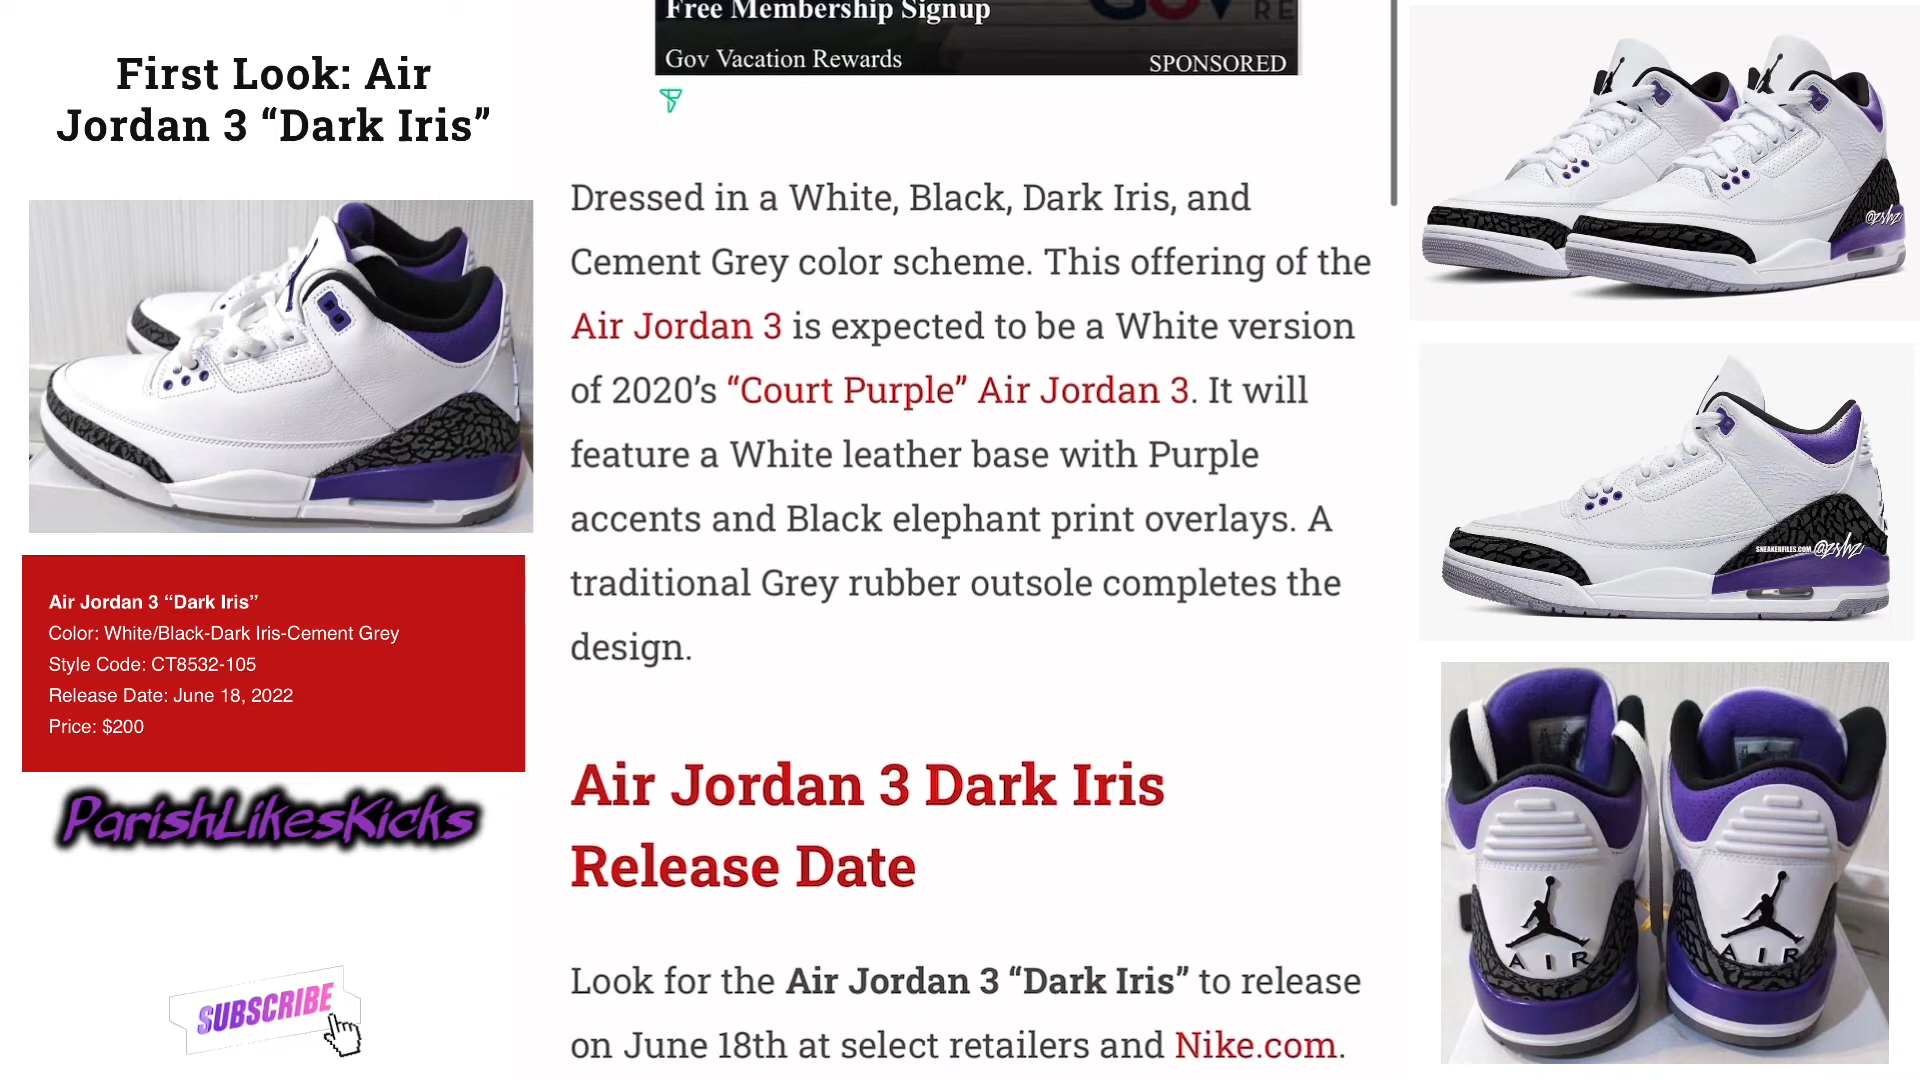 First Look: Air
Jordan 3 “Dark Iris”
Air Jordan 3 “Dark Iris”
Color: White/Black-Dark Iris-Cement Grey
Style Code: CT8532-105
Release Date: June 18, 2022
Price: $200
ParishLikesKicks
SUBSCRIBE
Free Membership Signup
Gov Vacation Rewards
SPONSORED
Dressed in a White, Black, Dark Iris, and
Cement Grey color scheme. This offering of the
Air Jordan 3 is expected to be a White version
of 2020’s “Court Purple” Air Jordan 3. It will
feature a White leather base with Purple
accents and Black elephant print overlays. A
traditional Grey rubber outsole completes the
design.
Air Jordan 3 Dark Iris
Release Date
Look for the Air Jordan 3 “Dark Iris” to release
on June 18th at select retailers and Nike.com.
@zshz
SNEAKERFILES.COM @zshz
AIR
AIR